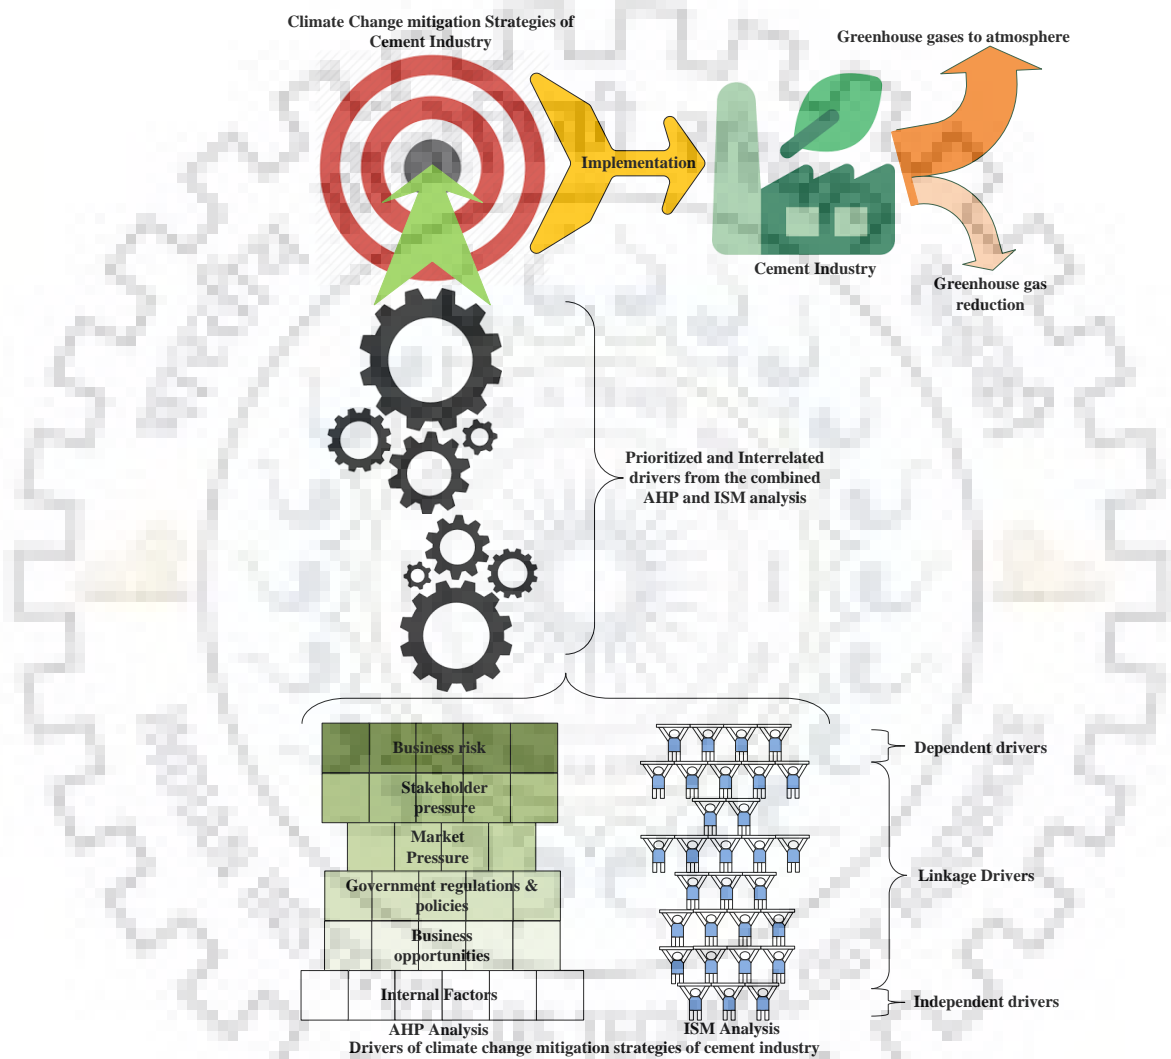 Climate Change mitigation Strategies of
Cement Industry
Greenhouse gases to atmosphere
Implementation
Cement Industry
Greenhouse gas
reduction
Prioritized and Interrelated
drivers from the combined
AHP and ISM analysis
Business risk
Stakeholder
pressure
Market
Pressure
Government regulations &
policies
Business
opportunities
Internal Factors
Dependent drivers
Linkage Drivers
Independent drivers
AHP Analysis
ISM Analysis
Drivers of climate change mitigation strategies of cement industry